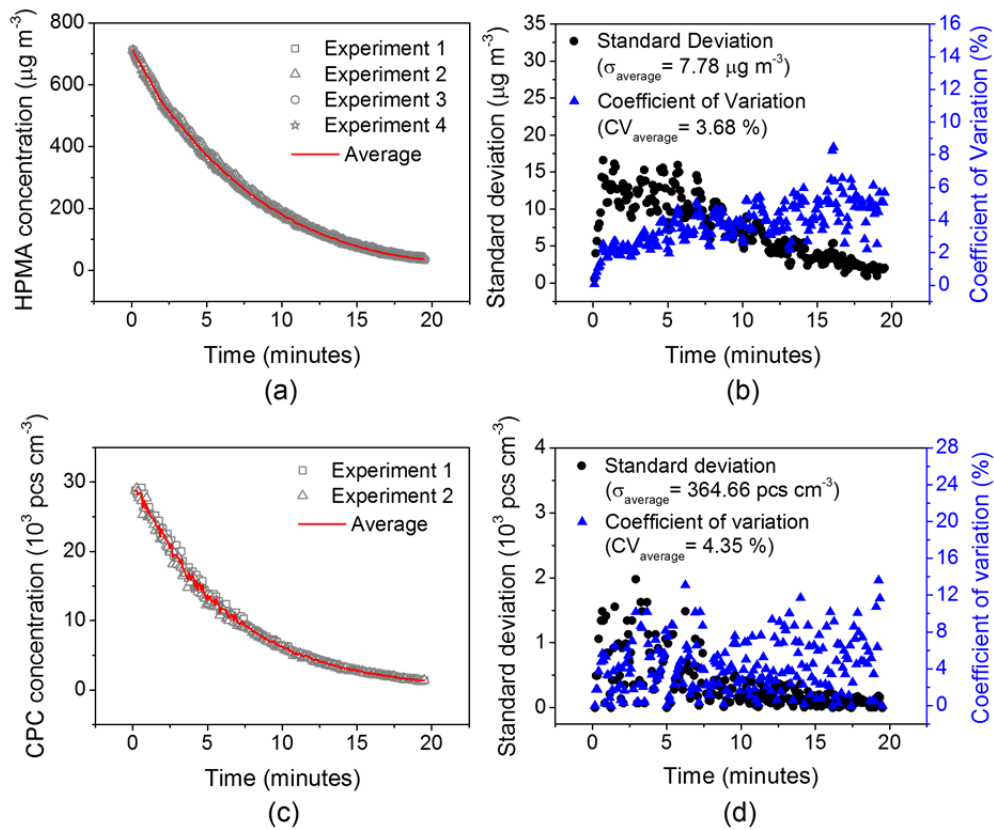 HPMA concentration (µg m⁻³)
800
600
400
200
0
Experiment 1
Experiment 2
Experiment 3
Experiment 4
Average
0 5 10 15 20
Time (minutes)
(a)
Standard deviation (µg m⁻³)
35
30
25
20
15
10
5
0
Standard Deviation
(σaverage= 7.78 µg m⁻³)
Coefficient of Variation
(CVaverage= 3.68 %)
16
14
12
10
8
6
4
2
0
Coefficient of Variation (%)
0 5 10 15 20
Time (minutes)
(b)
CPC concentration (10³ pcs cm⁻³)
30
20
10
0
Experiment 1
Experiment 2
Average
0 5 10 15 20
Time (minutes)
(c)
Standard deviation (10³ pcs cm⁻³)
4
3
2
1
0
Standard deviation
(σaverage= 364.66 pcs cm⁻³)
Coefficient of variation
(CVaverage= 4.35 %)
28
24
20
16
12
8
4
0
Coefficient of variation (%)
0 5 10 15 20
Time (minutes)
(d)